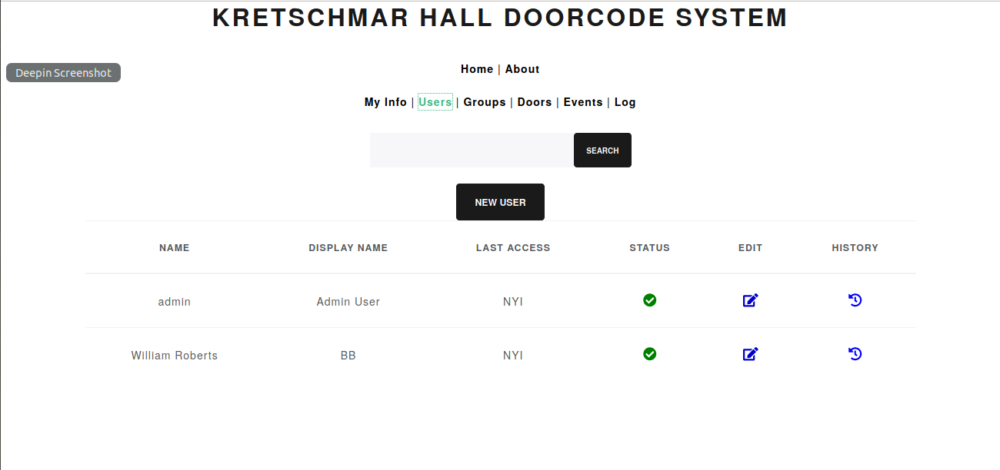 KRETSCHMAR HALL DOORCODE SYSTEM
Deepin Screenshot
Home | About
My Info | Users | Groups | Doors | Events | Log
SEARCH
NEW USER
NAME DISPLAY NAME LAST ACCESS STATUS EDIT HISTORY
admin Admin User NYI
William Roberts BB NYI